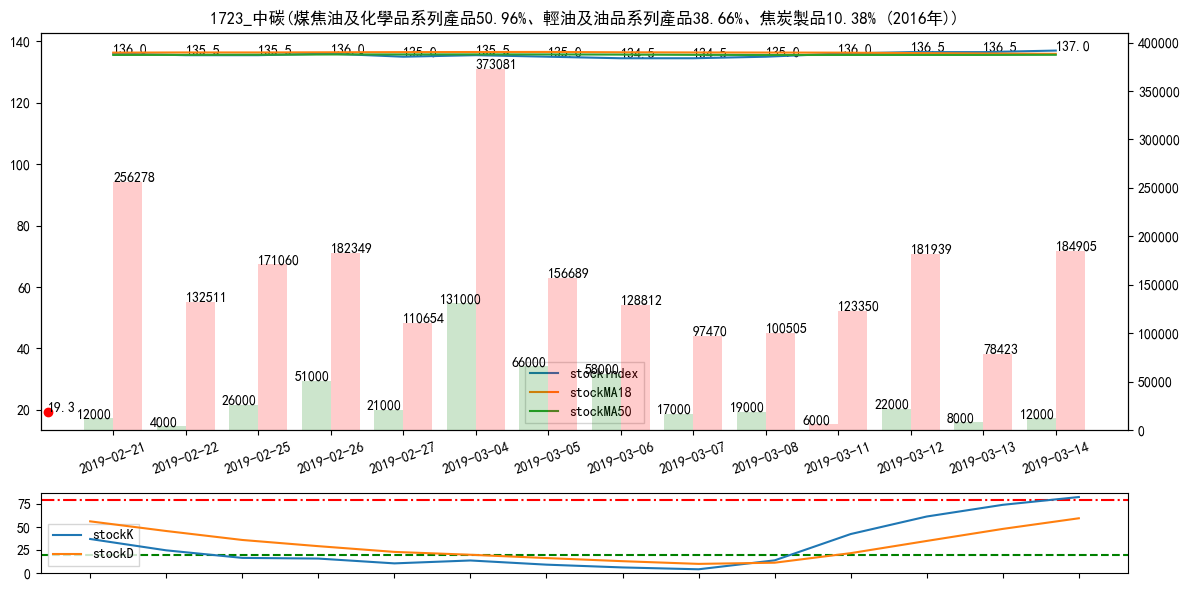 1723_中碳(煤焦油及化學品系列產品50.96%、輕油及油品系列產品38.66%、焦炭製品10.38% (2016年))
140
120
100
80
60
40
20
400000
350000
300000
250000
200000
150000
100000
50000
0
136.0 135.5 135.5 136.0 135.0 135.5 135.0 134.5 134.5 135.0 136.0 136.5 136.5 137.0
256278 132511 171060 182349 110654 373081 156689 128812 97470 100505 123350 181939 78423 184905
12000 4000 26000 51000 21000 131000 66000 58000 17000 19000 6000 22000 8000 12000
19.3
stockIndex
stockMA18
stockMA50
2019-02-21 2019-02-22 2019-02-25 2019-02-26 2019-02-27 2019-03-04 2019-03-05 2019-03-06 2019-03-07 2019-03-08 2019-03-11 2019-03-12 2019-03-13 2019-03-14
75
50
25
0
stockK
stockD